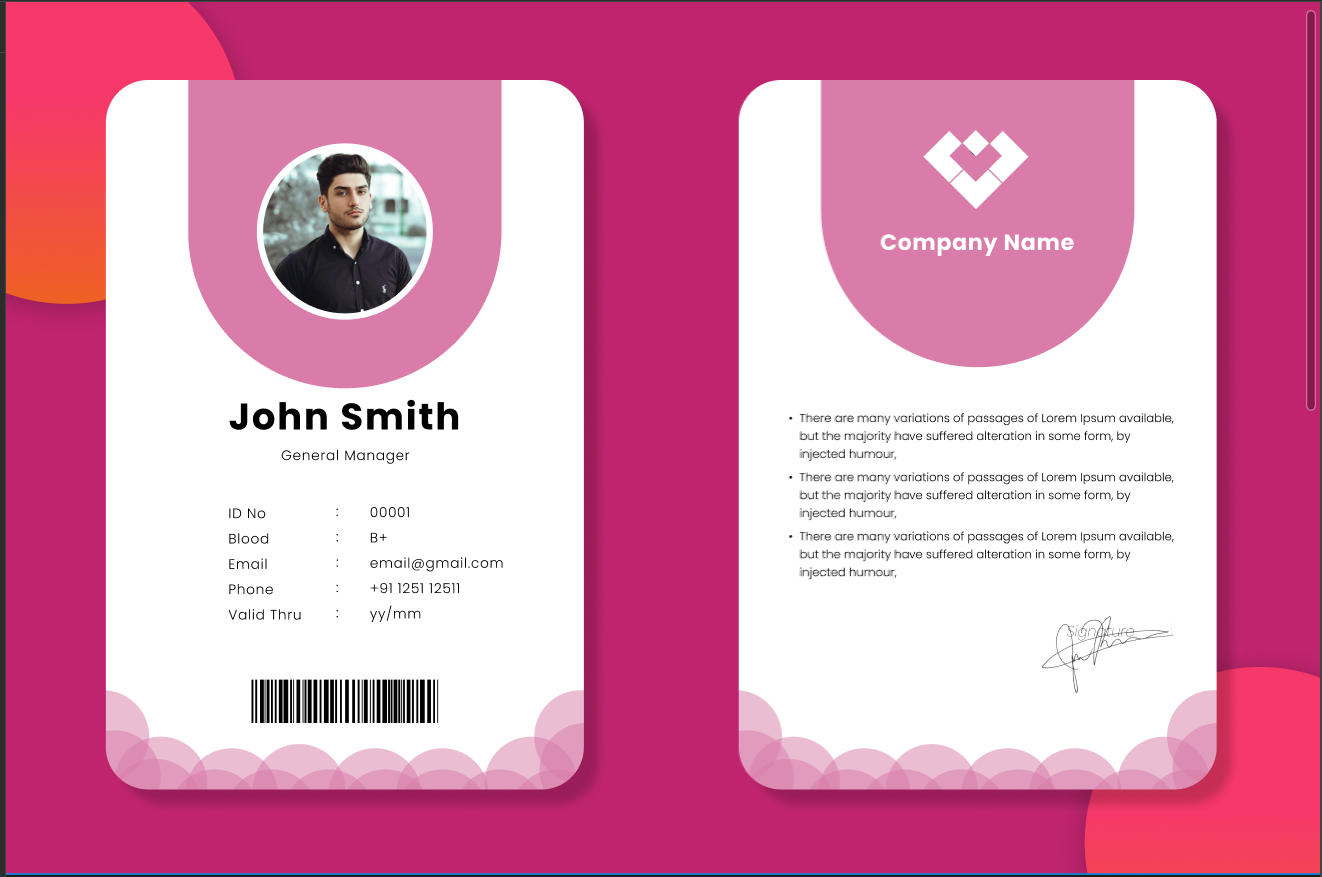 John Smith
General Manager
ID No : 00001
Blood : B+
Email : email@gmail.com
Phone : +91 1251 12511
Valid Thru : yy/mm
Company Name
• There are many variations of passages of Lorem Ipsum available,
but the majority have suffered alteration in some form, by
injected humour,
• There are many variations of passages of Lorem Ipsum available,
but the majority have suffered alteration in some form, by
injected humour,
• There are many variations of passages of Lorem Ipsum available,
but the majority have suffered alteration in some form, by
injected humour,
Signature